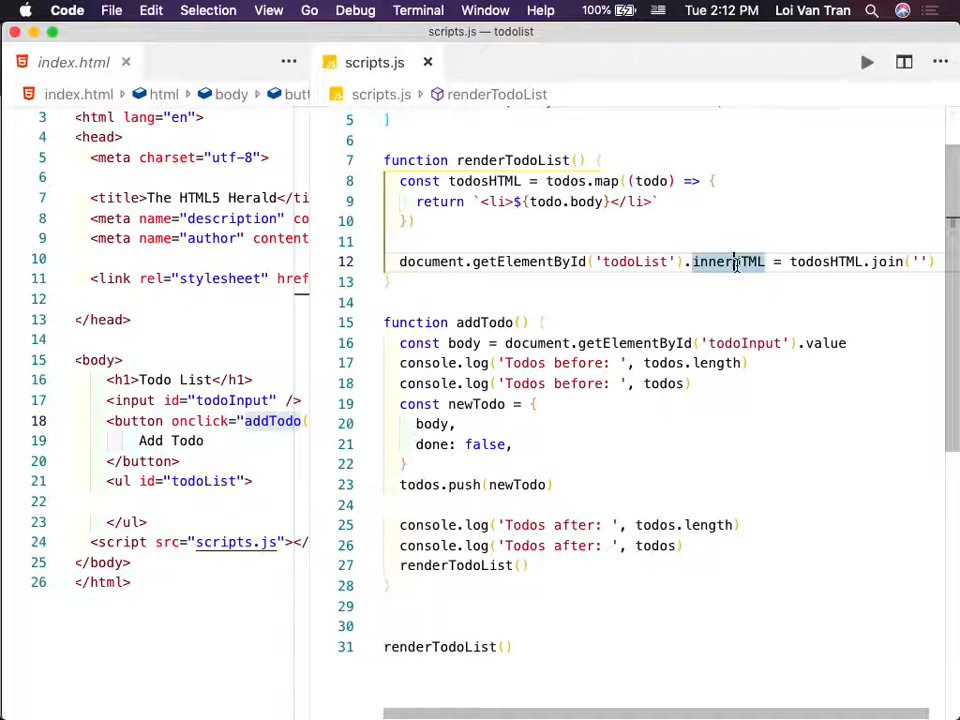 Code File Edit Selection View Go Debug Terminal Window Help 100% Tue 2:12 PM Loi Van Tran
scripts.js — todolist
index.html
scripts.js
index.html html body butt
scripts.js renderTodoList
3 <html lang="en">
4 <head>
5 <meta charset="utf-8">
6
7 <title>The HTML5 Herald</ti
8 <meta name="description" co
9 <meta name="author" content
10
11 <link rel="stylesheet" href
12
13 </head>
14
15 <body>
16 <h1>Todo List</h1>
17 <input id="todoInput" />
18 <button onclick="addTodo(
19 Add Todo
20 </button>
21 <ul id="todoList">
22
23 </ul>
24 <script src="scripts.js"></
25 </body>
26 </html>
5 ]
6
7 function renderTodoList() {
8 const todosHTML = todos.map((todo) => {
9 return `<li>${todo.body}</li>`
10 })
11
12 document.getElementById('todoList').innerHTML = todosHTML.join('')
13 }
14
15 function addTodo() {
16 const body = document.getElementById('todoInput').value
17 console.log('Todos before: ', todos.length)
18 console.log('Todos before: ', todos)
19 const newTodo = {
20 body,
21 done: false,
22 }
23 todos.push(newTodo)
24
25 console.log('Todos after: ', todos.length)
26 console.log('Todos after: ', todos)
27 renderTodoList()
28 }
29
30
31 renderTodoList()